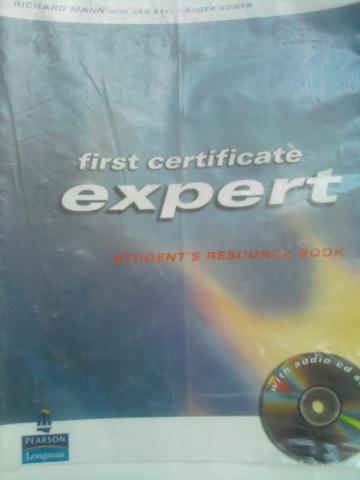 RICHARD MANN with JAN BELL ROGER GOWER
first certificate
expert
STUDENT'S RESOURCE BOOK
with audio cd
PEARSON
Longman